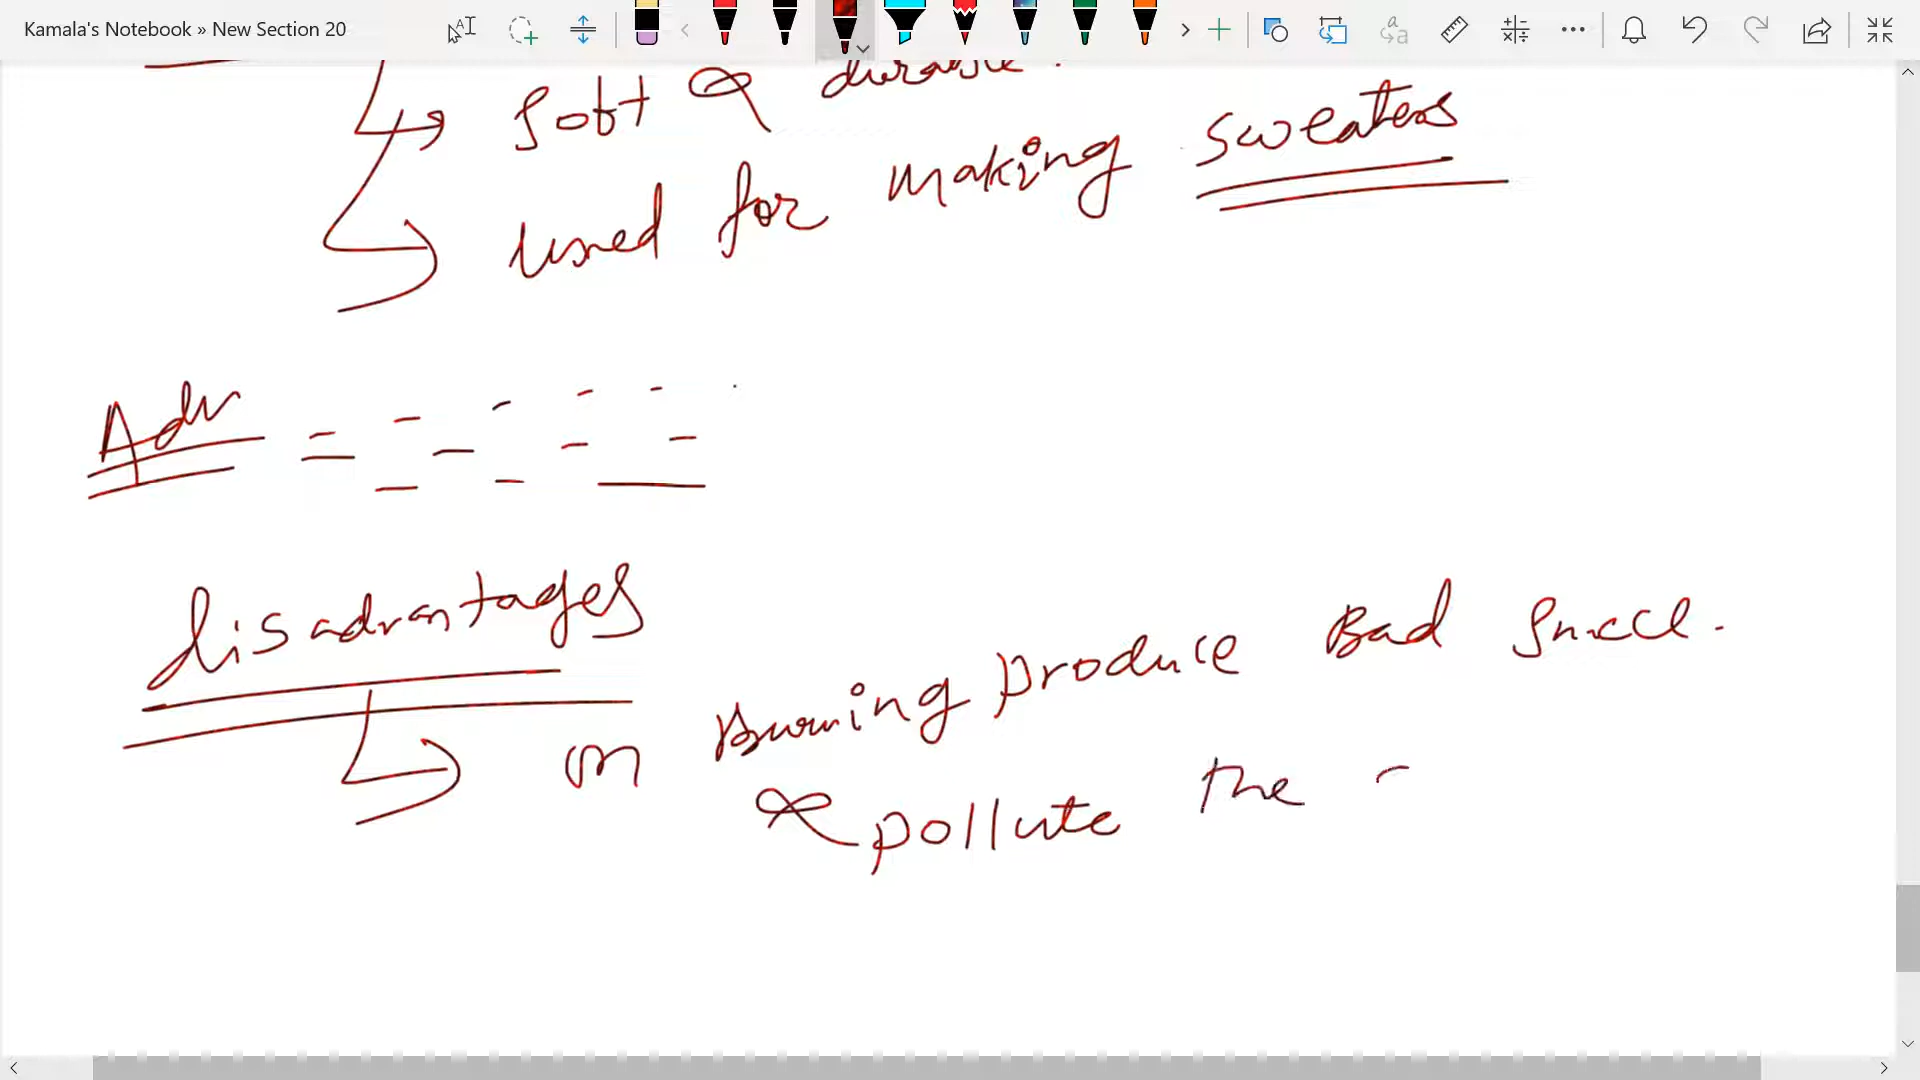 Kamala's Notebook » New Section 20
soft & durable.
used for making sweaters
Adv
disadvantages
on Burning produce Bad smell.
& pollute the